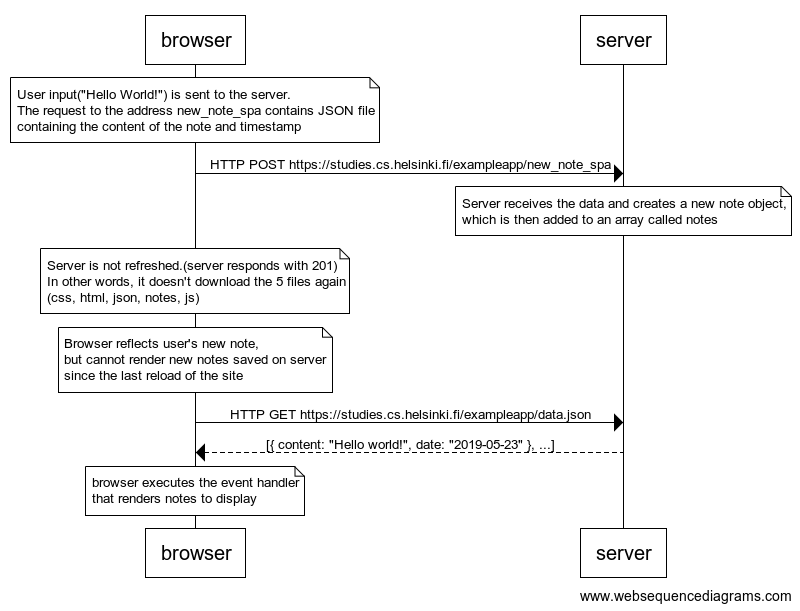 browser
server
User input("Hello World!") is sent to the server.
The request to the address new_note_spa contains JSON file
containing the content of the note and timestamp
HTTP POST https://studies.cs.helsinki.fi/exampleapp/new_note_spa
Server receives the data and creates a new note object,
which is then added to an array called notes
Server is not refreshed.(server responds with 201)
In other words, it doesn't download the 5 files again
(css, html, json, notes, js)
Browser reflects user's new note,
but cannot render new notes saved on server
since the last reload of the site
HTTP GET https://studies.cs.helsinki.fi/exampleapp/data.json
[{ content: "Hello world!", date: "2019-05-23" }, ...]
browser executes the event handler
that renders notes to display
browser
server
www.websequencediagrams.com